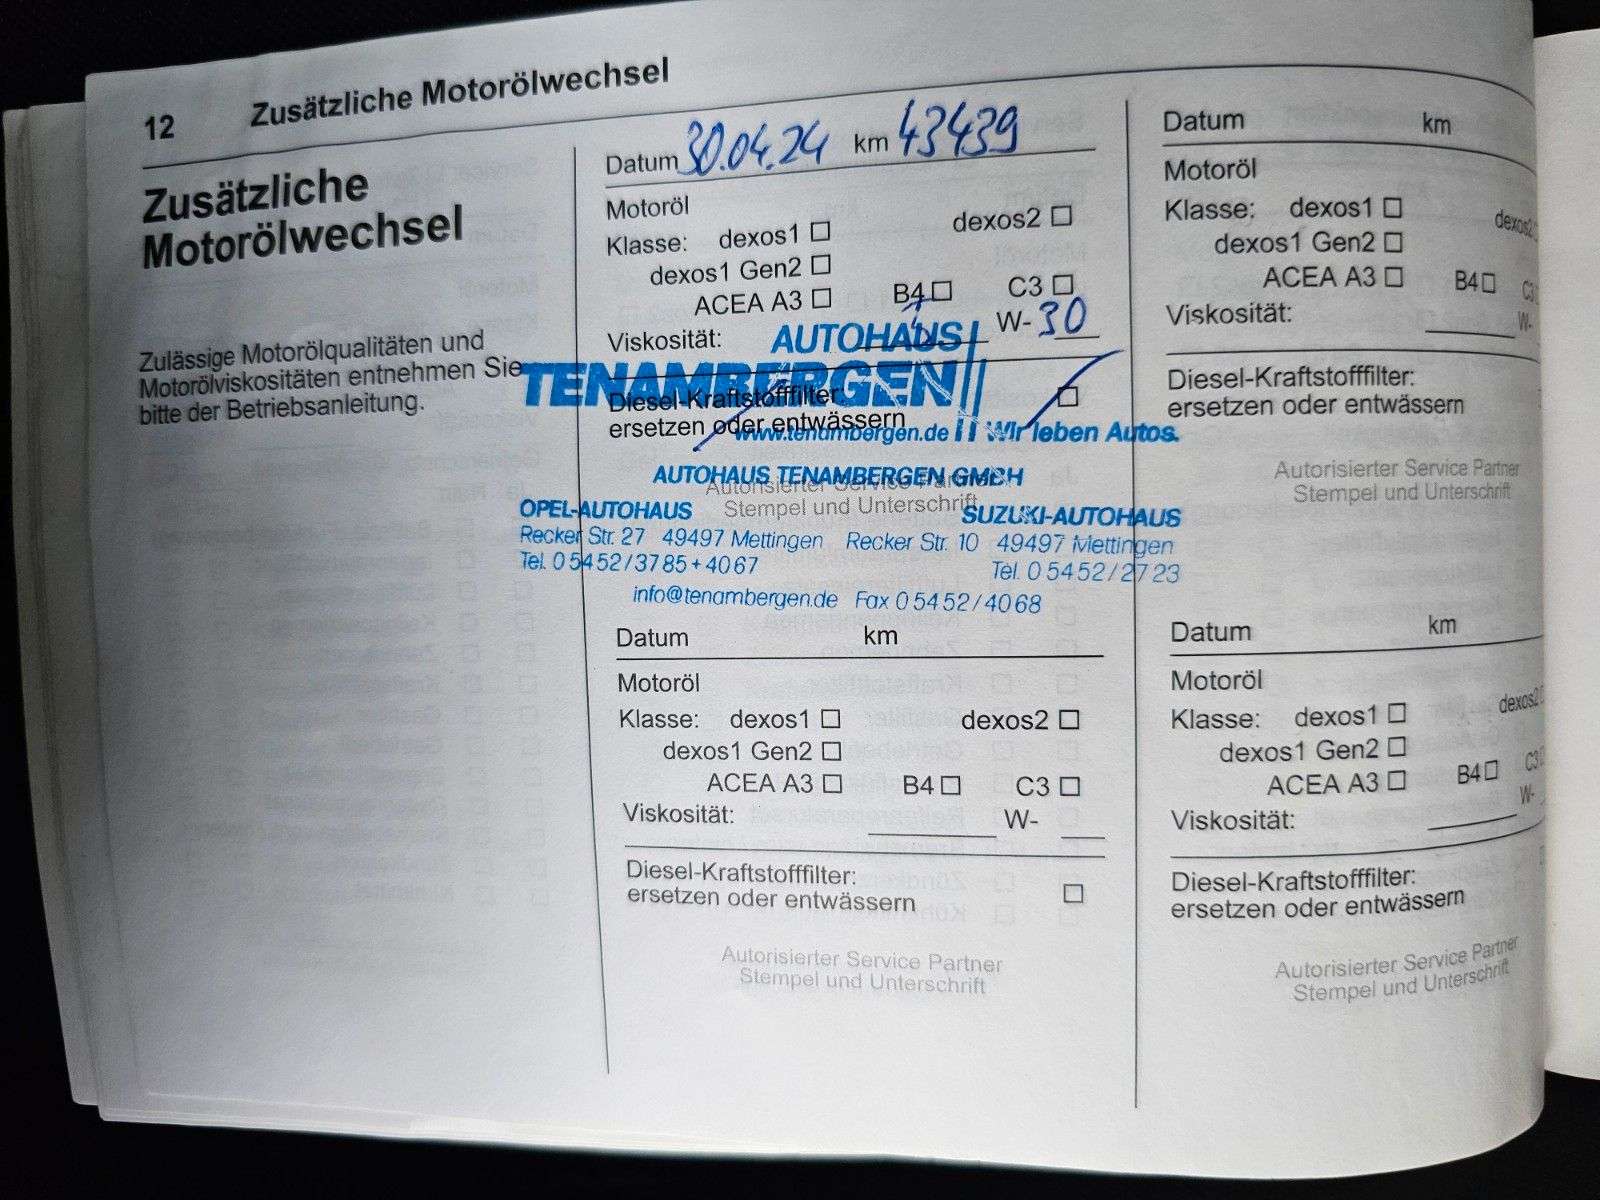 12 Zusätzliche Motorölwechsel
Zusätzliche
Motorölwechsel
Zulässige Motorölqualitäten und
Motorölviskositäten entnehmen Sie
bitte der Betriebsanleitung.
Datum 30.04.24 km 43439
Motoröl
Klasse: dexos1 ☐ dexos2 ☐
dexos1 Gen2 ☐
ACEA A3 ☐ B4 ☐ C3 ☐
Viskosität: W-30
AUTOHAUS
TENAMBERGEN
Diesel-Kraftstofffilter:
ersetzen oder entwässern ☐
www.tenambergen.de Wir leben Autos.
AUTOHAUS TENAMBERGEN GMBH
Autorisierter Service Partner
Stempel und Unterschrift
OPEL-AUTOHAUS SUZUKI-AUTOHAUS
Recker Str. 27 49497 Mettingen Recker Str. 10 49497 Mettingen
Tel. 0 54 52/37 85 + 40 67 Tel. 0 54 52/27 23
info@tenambergen.de Fax 0 54 52/40 68
Datum km
Motoröl
Klasse: dexos1 ☐ dexos2 ☐
dexos1 Gen2 ☐
ACEA A3 ☐ B4 ☐ C3 ☐
Viskosität: W-
Diesel-Kraftstofffilter:
ersetzen oder entwässern ☐
Autorisierter Service Partner
Stempel und Unterschrift
Datum km
Motoröl
Klasse: dexos1 ☐ dexos2
dexos1 Gen2 ☐
ACEA A3 ☐ B4 ☐ C3
Viskosität: W-
Diesel-Kraftstofffilter:
ersetzen oder entwässern
Autorisierter Service Partner
Stempel und Unterschrift
Datum km
Motoröl
Klasse: dexos1 ☐ dexos2
dexos1 Gen2 ☐
ACEA A3 ☐ B4 ☐ C3
Viskosität: W-
Diesel-Kraftstofffilter:
ersetzen oder entwässern
Autorisierter Service Partner
Stempel und Unterschrift